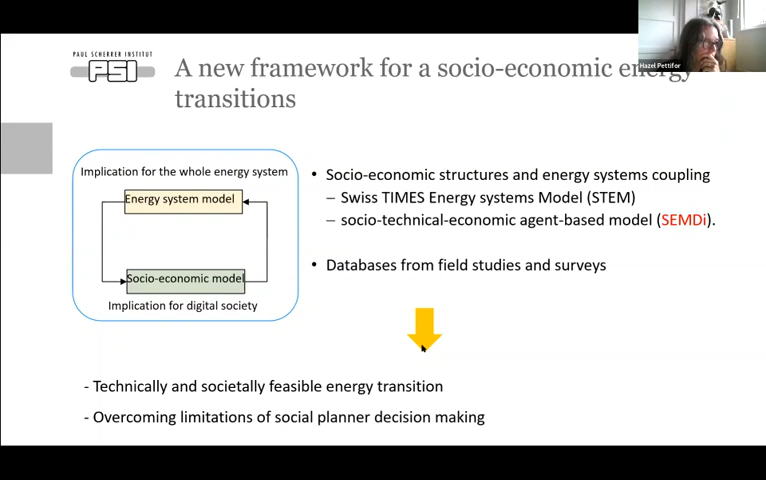 PAUL SCHERRER INSTITUT
PSI
A new framework for a socio-economic energy
transitions
Hazel Pettifor
Implication for the whole energy system
Energy system model
Socio-economic model
Implication for digital society
• Socio-economic structures and energy systems coupling
– Swiss TIMES Energy systems Model (STEM)
– socio-technical-economic agent-based model (SEMDi).
• Databases from field studies and surveys
- Technically and societally feasible energy transition
- Overcoming limitations of social planner decision making